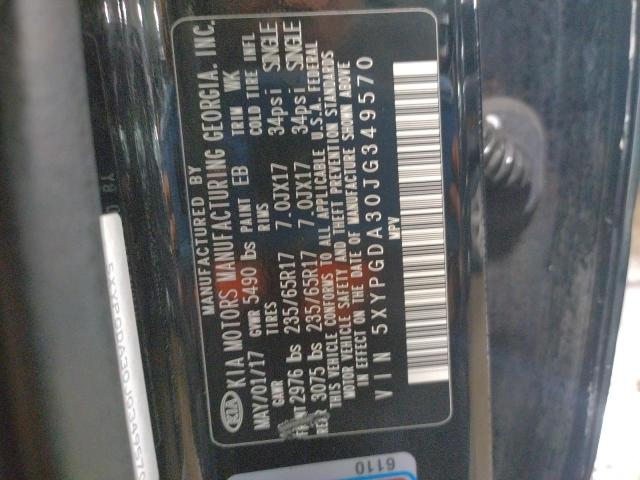 MANUFACTURED BY
KIA KIA MOTORS MANUFACTURING GEORGIA, INC.
MAY/01/17 GVWR 5490 lbs PAINT EB TRIM WK
GAWR TIRES RIMS COLD TIRE INFL
2976 lbs 235/65R17 7.0JX17 34psi SINGLE
3075 lbs 235/65R17 7.0JX17 34psi SINGLE
THIS VEHICLE CONFORMS TO ALL APPLICABLE U.S.A. FEDERAL
MOTOR VEHICLE SAFETY AND THEFT PREVENTION STANDARDS
IN EFFECT ON THE DATE OF MANUFACTURE SHOWN ABOVE
VIN 5XYPGDA30JG349570
MPV
6110